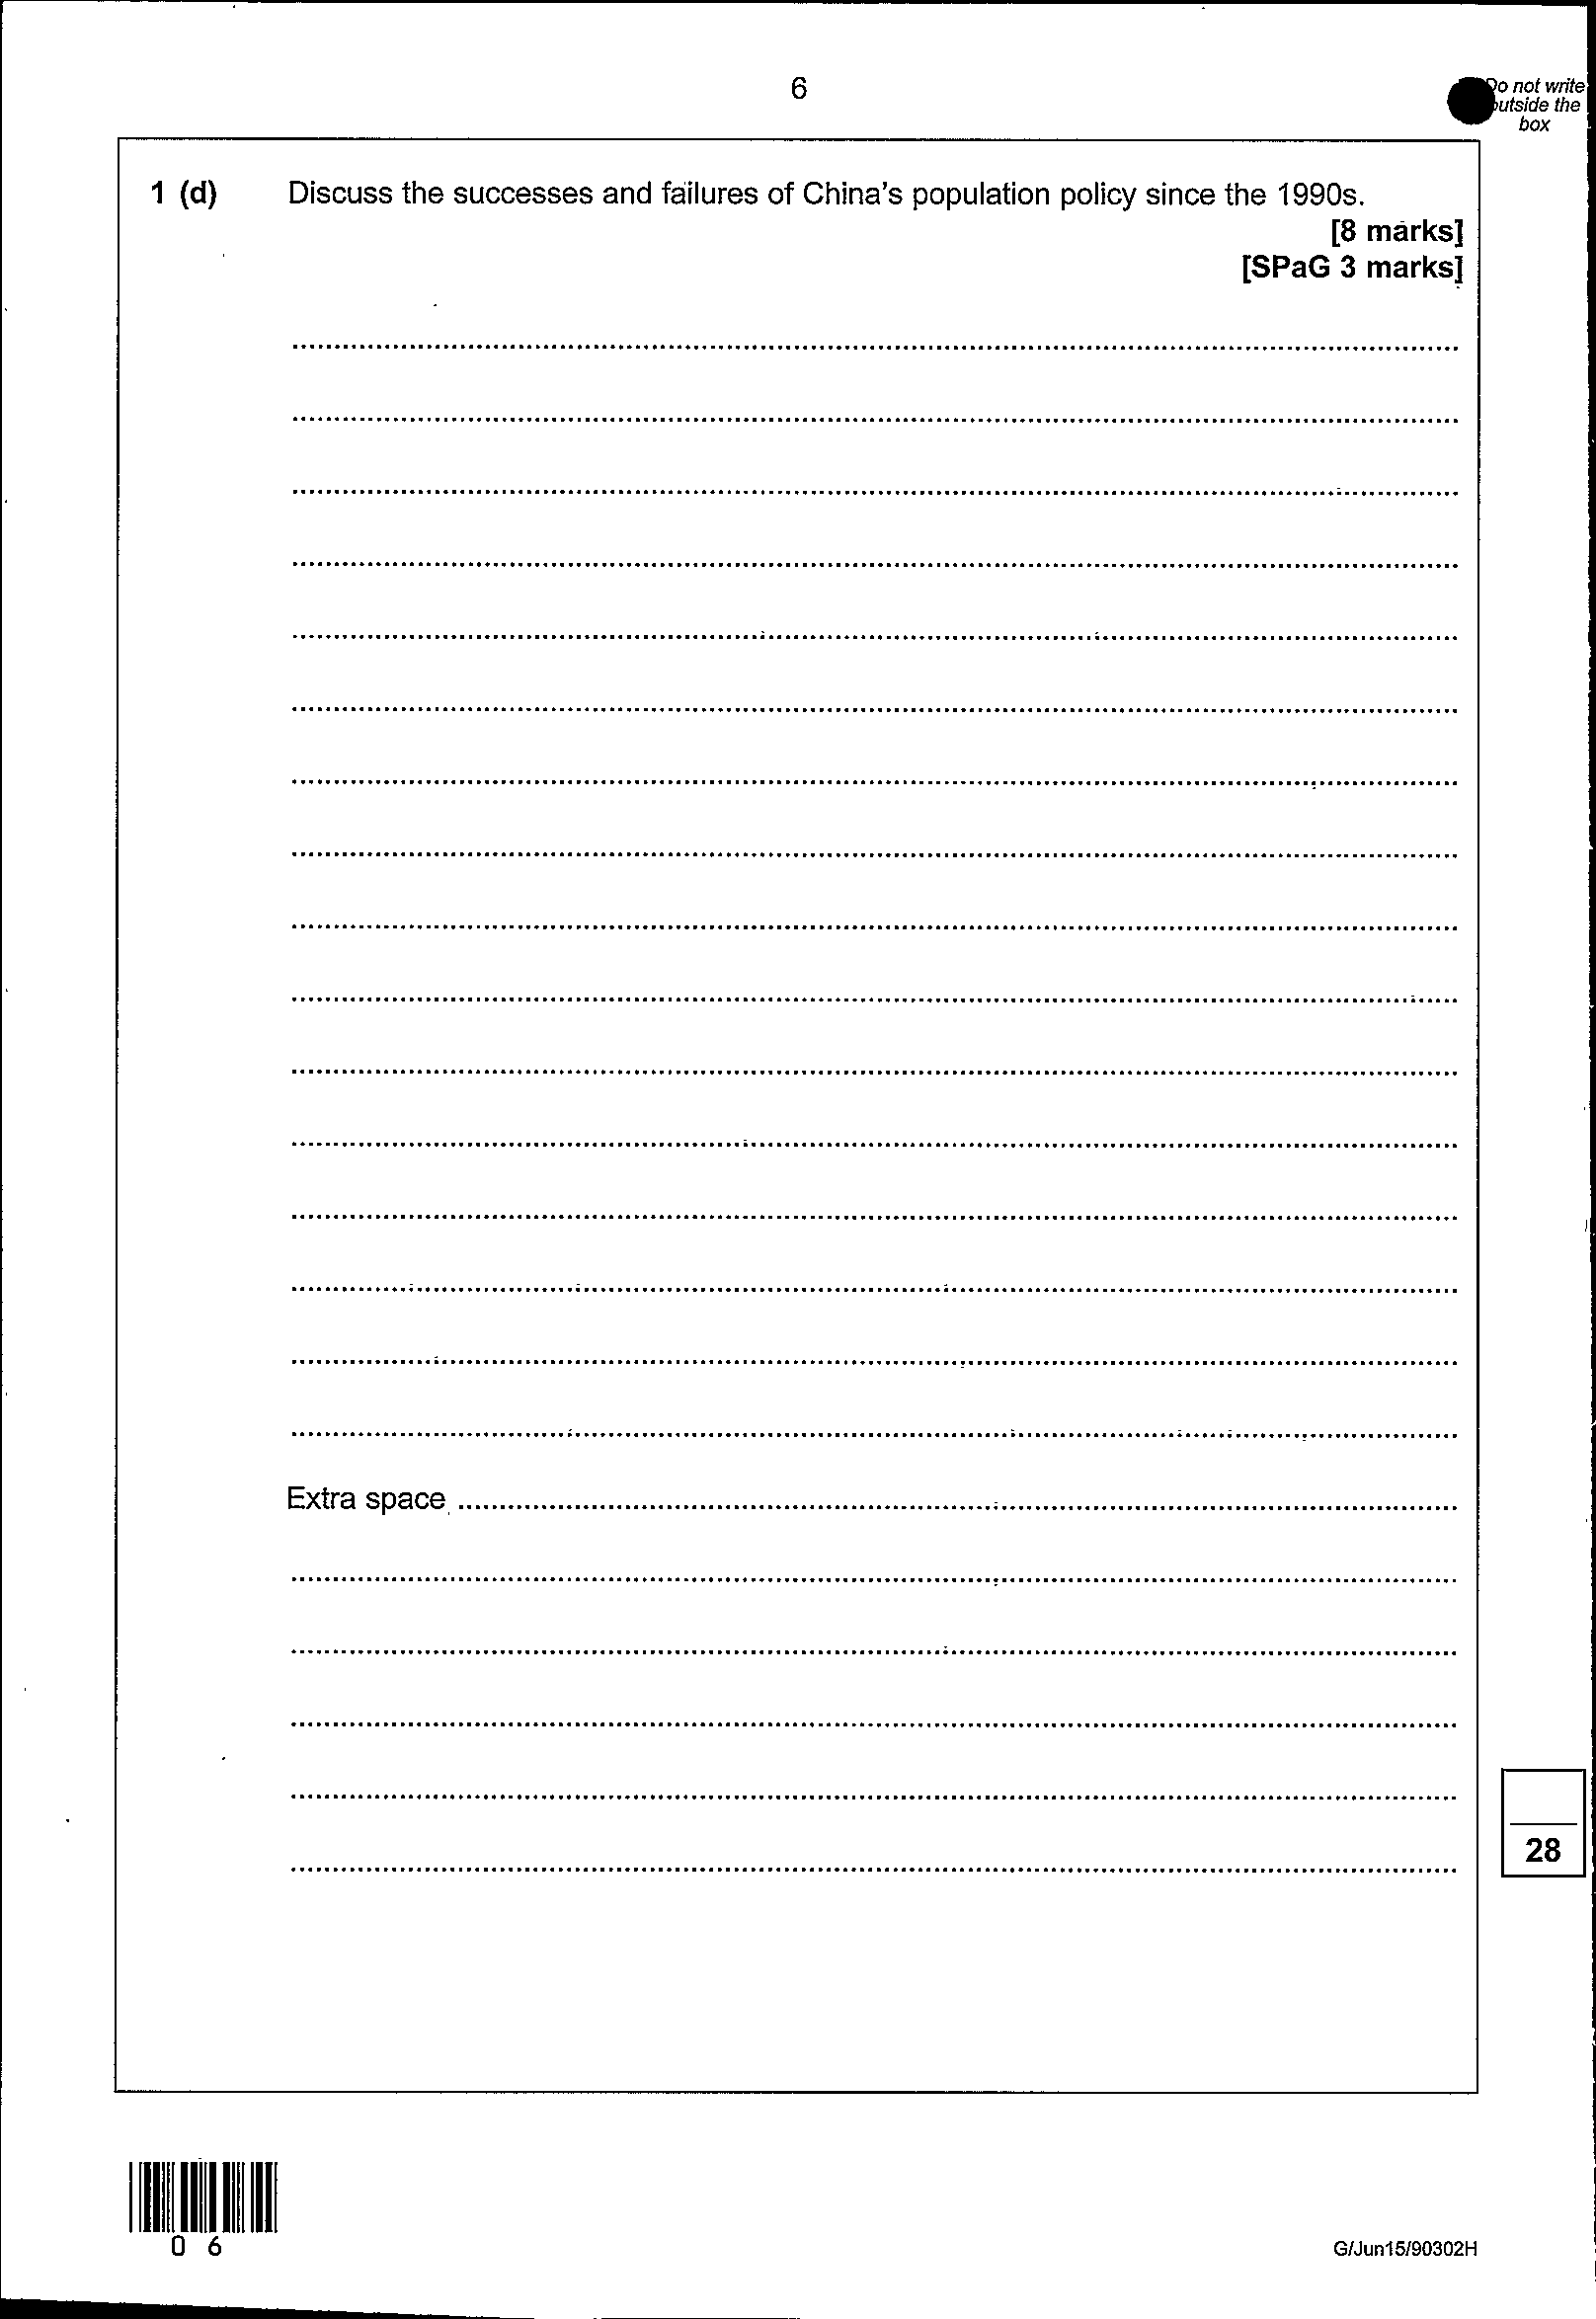 6
Do not write
outside the
box
1 (d) Discuss the successes and failures of China's population policy since the 1990s.
[8 marks]
[SPaG 3 marks]
Extra space
28
0 6
G/Jun15/90302H